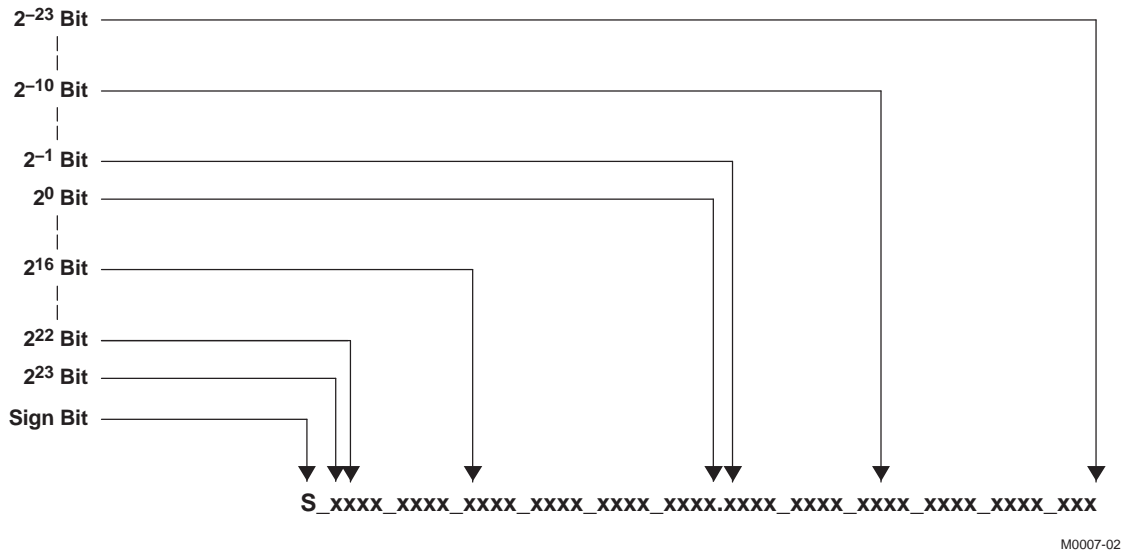 2⁻²³ Bit
2⁻¹⁰ Bit
2⁻¹ Bit
2⁰ Bit
2¹⁶ Bit
2²² Bit
2²³ Bit
Sign Bit
S_xxxx_xxxx_xxxx_xxxx_xxxx_xxxx.xxxx_xxxx_xxxx_xxxx_xxxx_xxx
M0007-02